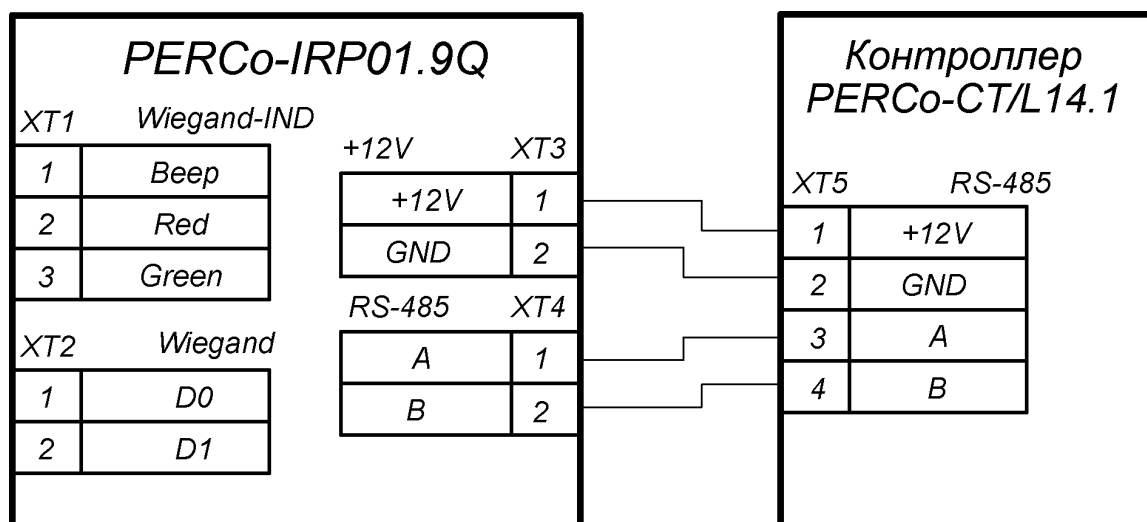 PERCo-IRP01.9Q
XT1 Wiegand-IND
1 Beep
2 Red
3 Green
XT2 Wiegand
1 D0
2 D1
+12V XT3
+12V 1
GND 2
RS-485 XT4
A 1
B 2
Контроллер
PERCo-CT/L14.1
XT5 RS-485
1 +12V
2 GND
3 A
4 B